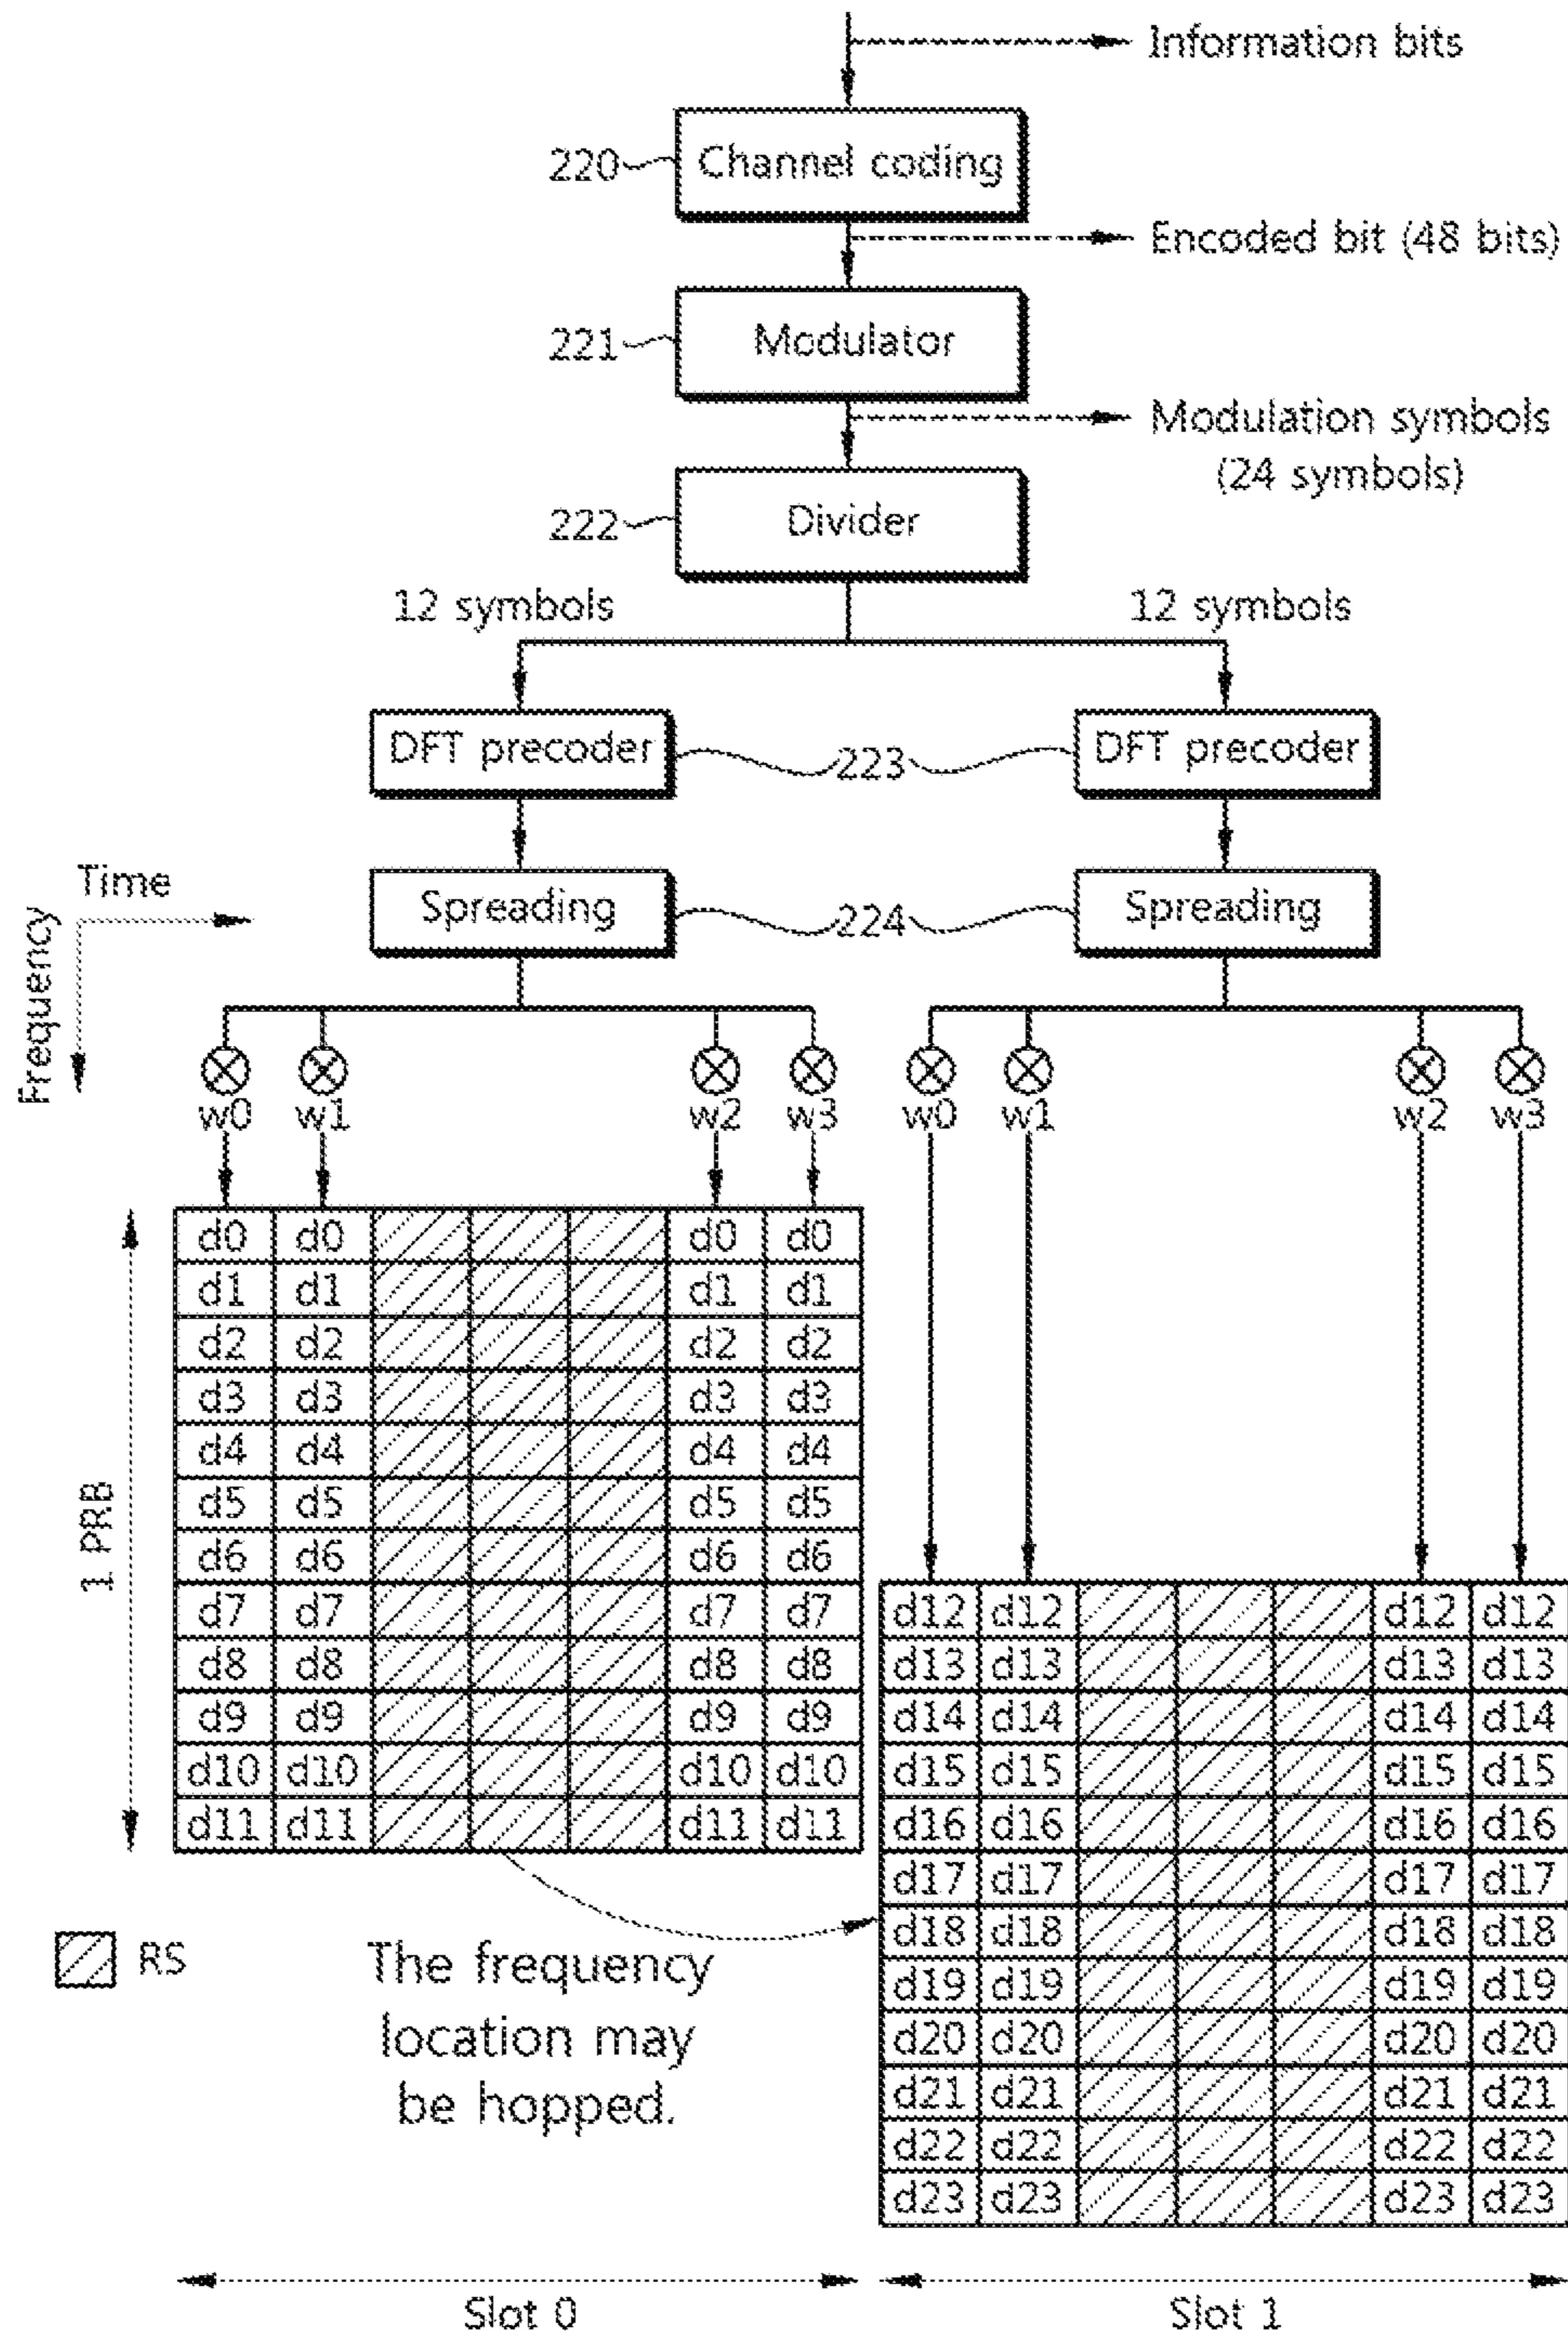 Information bits
220 Channel coding
Encoded bit (48 bits)
221 Modulator
Modulation symbols
(24 symbols)
222 Divider
12 symbols 12 symbols
DFT precoder 223 DFT precoder
Time
Frequency
Spreading 224 Spreading
w0 w1 w2 w3 w0 w1 w2 w3
1 PRB
d0 d0 d0 d0
d1 d1 d1 d1
d2 d2 d2 d2
d3 d3 d3 d3
d4 d4 d4 d4
d5 d5 d5 d5
d6 d6 d6 d6
d7 d7 d7 d7 d12 d12 d12 d12
d8 d8 d8 d8 d13 d13 d13 d13
d9 d9 d9 d9 d14 d14 d14 d14
d10 d10 d10 d10 d15 d15 d15 d15
d11 d11 d11 d11 d16 d16 d16 d16
d17 d17 d17 d17
d18 d18 d18 d18
d19 d19 d19 d19
d20 d20 d20 d20
d21 d21 d21 d21
d22 d22 d22 d22
d23 d23 d23 d23
RS
The frequency
location may
be hopped.
Slot 0 Slot 1